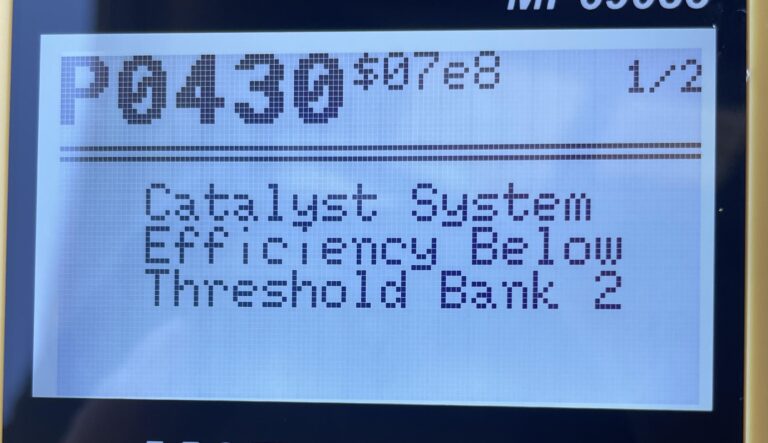 P0430 $07e8 1/2
Catalyst System
Efficiency Below
Threshold Bank 2